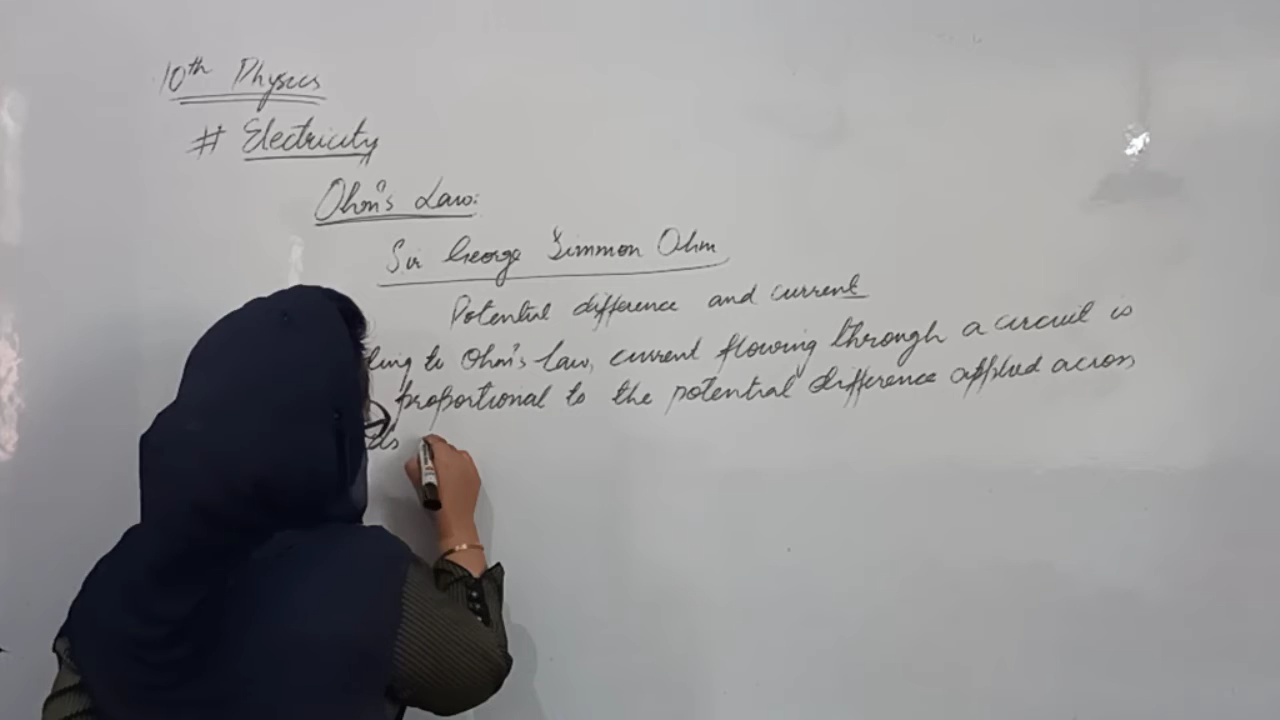 10th Physics
# Electricity
Ohm's Law:
Sir George Simmon Ohm
Potential difference and current
ding to Ohm's law, current flowing through a circuit is
proportional to the potential difference applied across